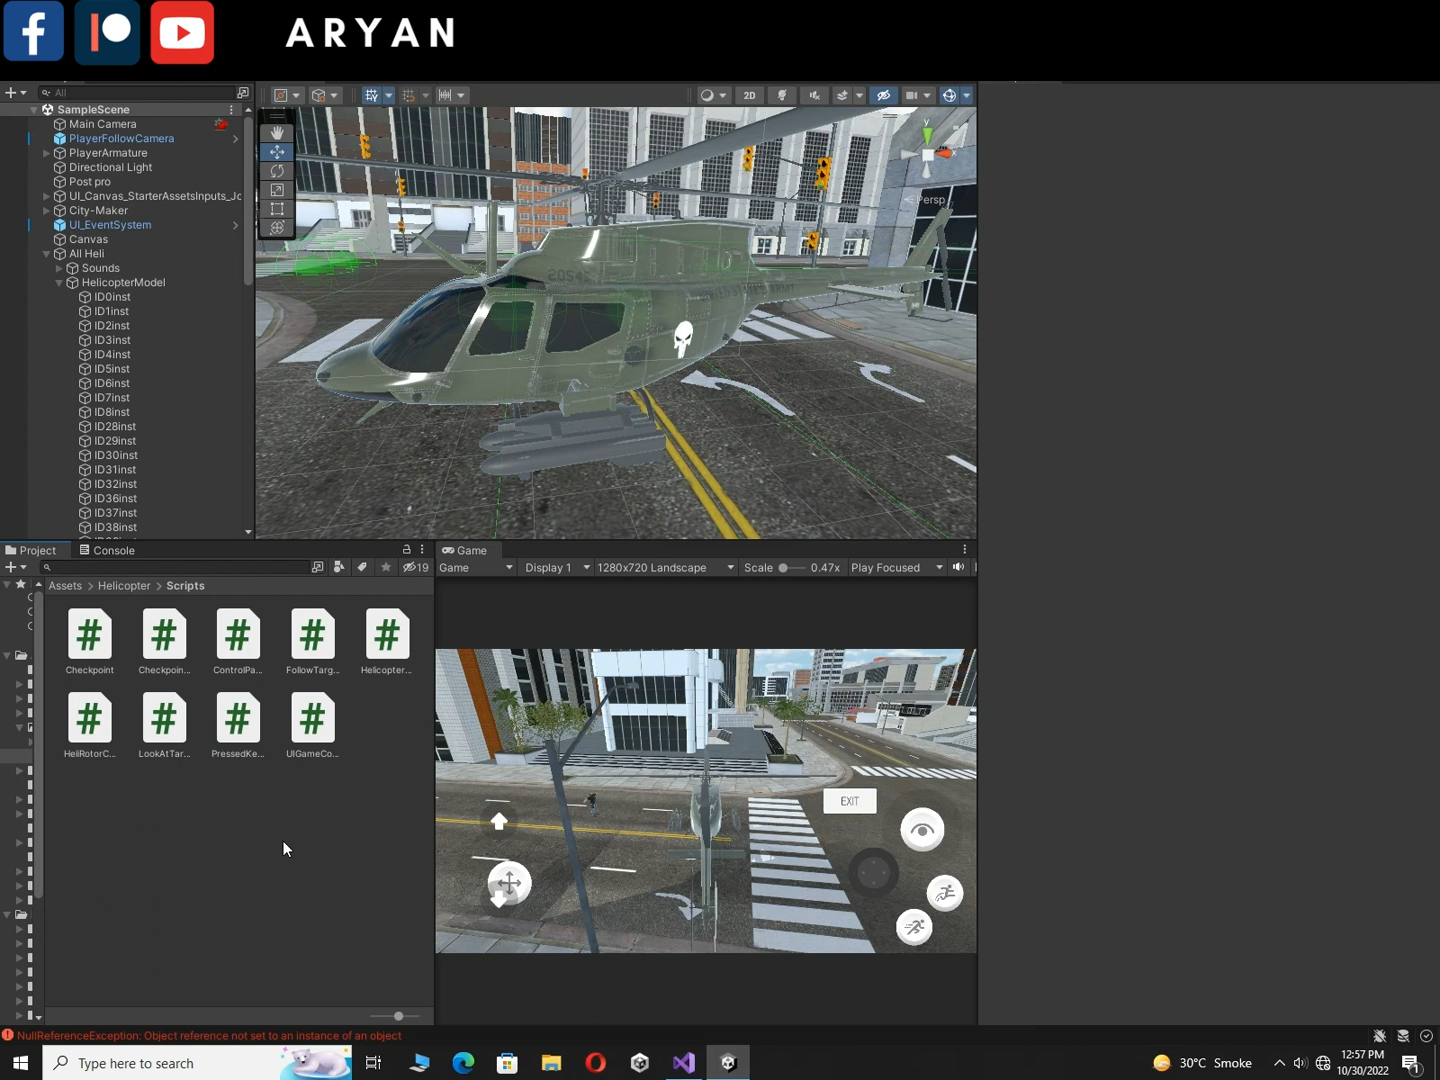 ARYAN
All
SampleScene
Main Camera
PlayerFollowCamera
PlayerArmature
Directional Light
Post pro
UI_Canvas_StarterAssetsInputs_Jo
City-Maker
UI_EventSystem
Canvas
All Heli
Sounds
HelicopterModel
ID0inst
ID1inst
ID2inst
ID3inst
ID4inst
ID5inst
ID6inst
ID7inst
ID8inst
ID28inst
ID29inst
ID30inst
ID31inst
ID32inst
ID36inst
ID37inst
ID38inst
2D
y
x
Persp
Project
Console
19
Assets > Helicopter > Scripts
Checkpoint
Checkpoin...
ControlPa...
FollowTarg...
Helicopter...
HeliRotorC...
LookAtTar...
PressedKe...
UIGameCo...
Game
Game
Display 1
1280x720 Landscape
Scale
0.47x
Play Focused
EXIT
NullReferenceException: Object reference not set to an instance of an object
Type here to search
30°C Smoke
12:57 PM
10/30/2022
1